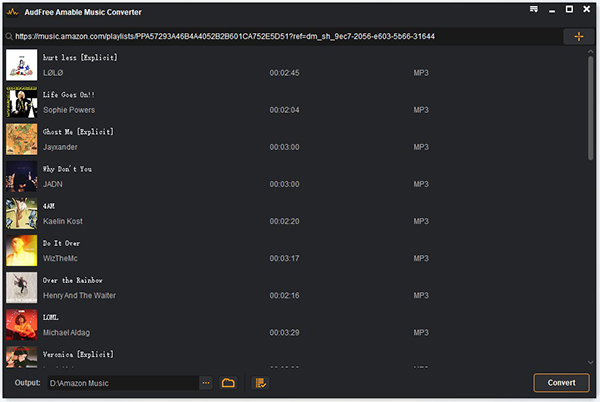 AudFree Amable Music Converter
https://music.amazon.com/playlists/PPA57293A46B4A4052B2B601CA752E5D51?ref=dm_sh_9ec7-2056-e603-5b66-31644
hurt less [Explicit]
LØLØ 00:02:45 MP3
Life Goes On!!
Sophie Powers 00:02:04 MP3
Ghost Me [Explicit]
Jayxander 00:03:00 MP3
Why Don't You
JADN 00:03:00 MP3
4AM
Kaelin Kost 00:02:20 MP3
Do It Over
WizTheMc 00:03:17 MP3
Over the Rainbow
Henry And The Waiter 00:02:16 MP3
LOML
Michael Aldag 00:03:29 MP3
Veronica [Explicit]
Output: D:\Amazon Music ... Convert